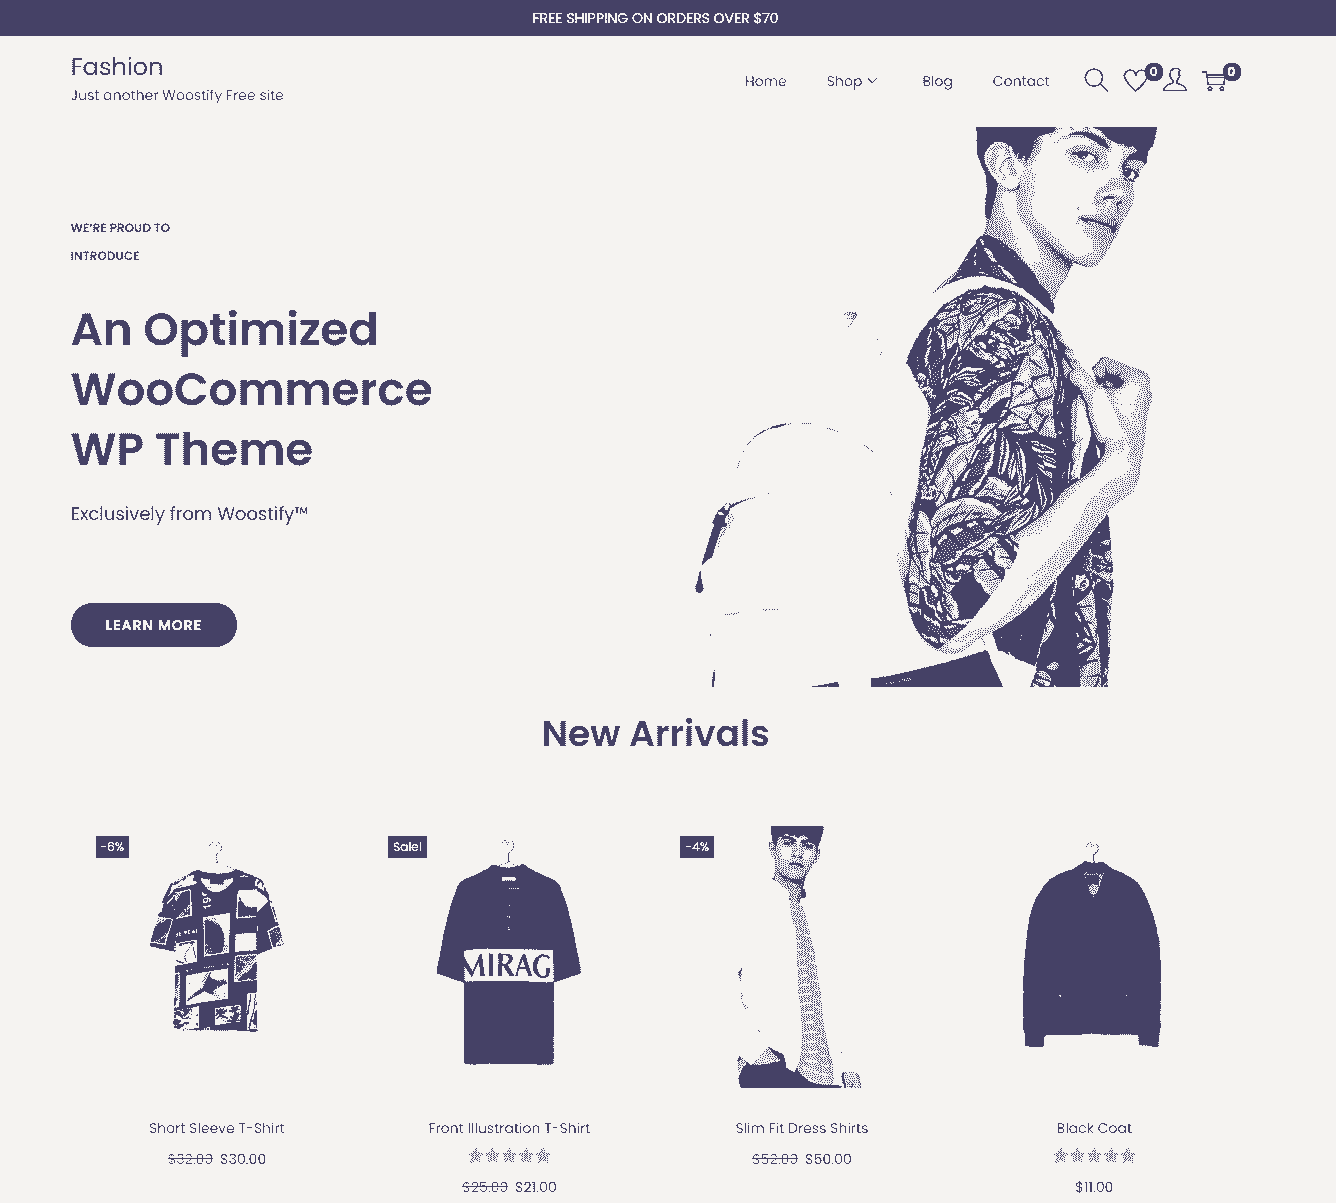 FREE SHIPPING ON ORDERS OVER $70
Fashion
Just another Woostify Free site
Home Shop Blog Contact 0 0
WE'RE PROUD TO
INTRODUCE
An Optimized
WooCommerce
WP Theme
Exclusively from Woostify™
LEARN MORE
New Arrivals
-6% Sale! -4%
MIRAG
Short Sleeve T-Shirt Front Illustration T-Shirt Slim Fit Dress Shirts Black Coat
$32.00 $30.00 $52.00 $50.00
$25.00 $21.00 $11.00